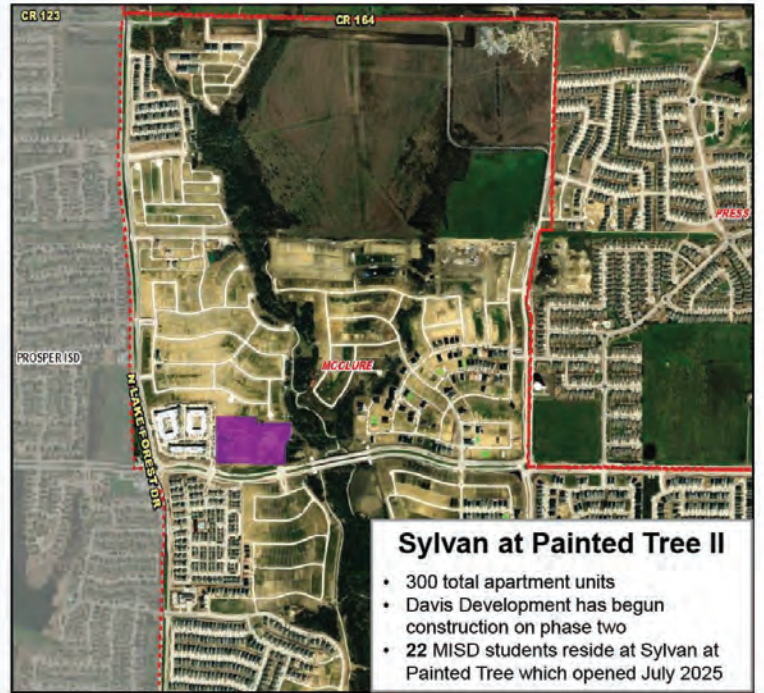 CR 123
CR 164
PRESS
PROSPER ISD
MCCLURE
N LAKE FOREST DR
Sylvan at Painted Tree II
• 300 total apartment units
• Davis Development has begun
construction on phase two
• 22 MISD students reside at Sylvan at
Painted Tree which opened July 2025